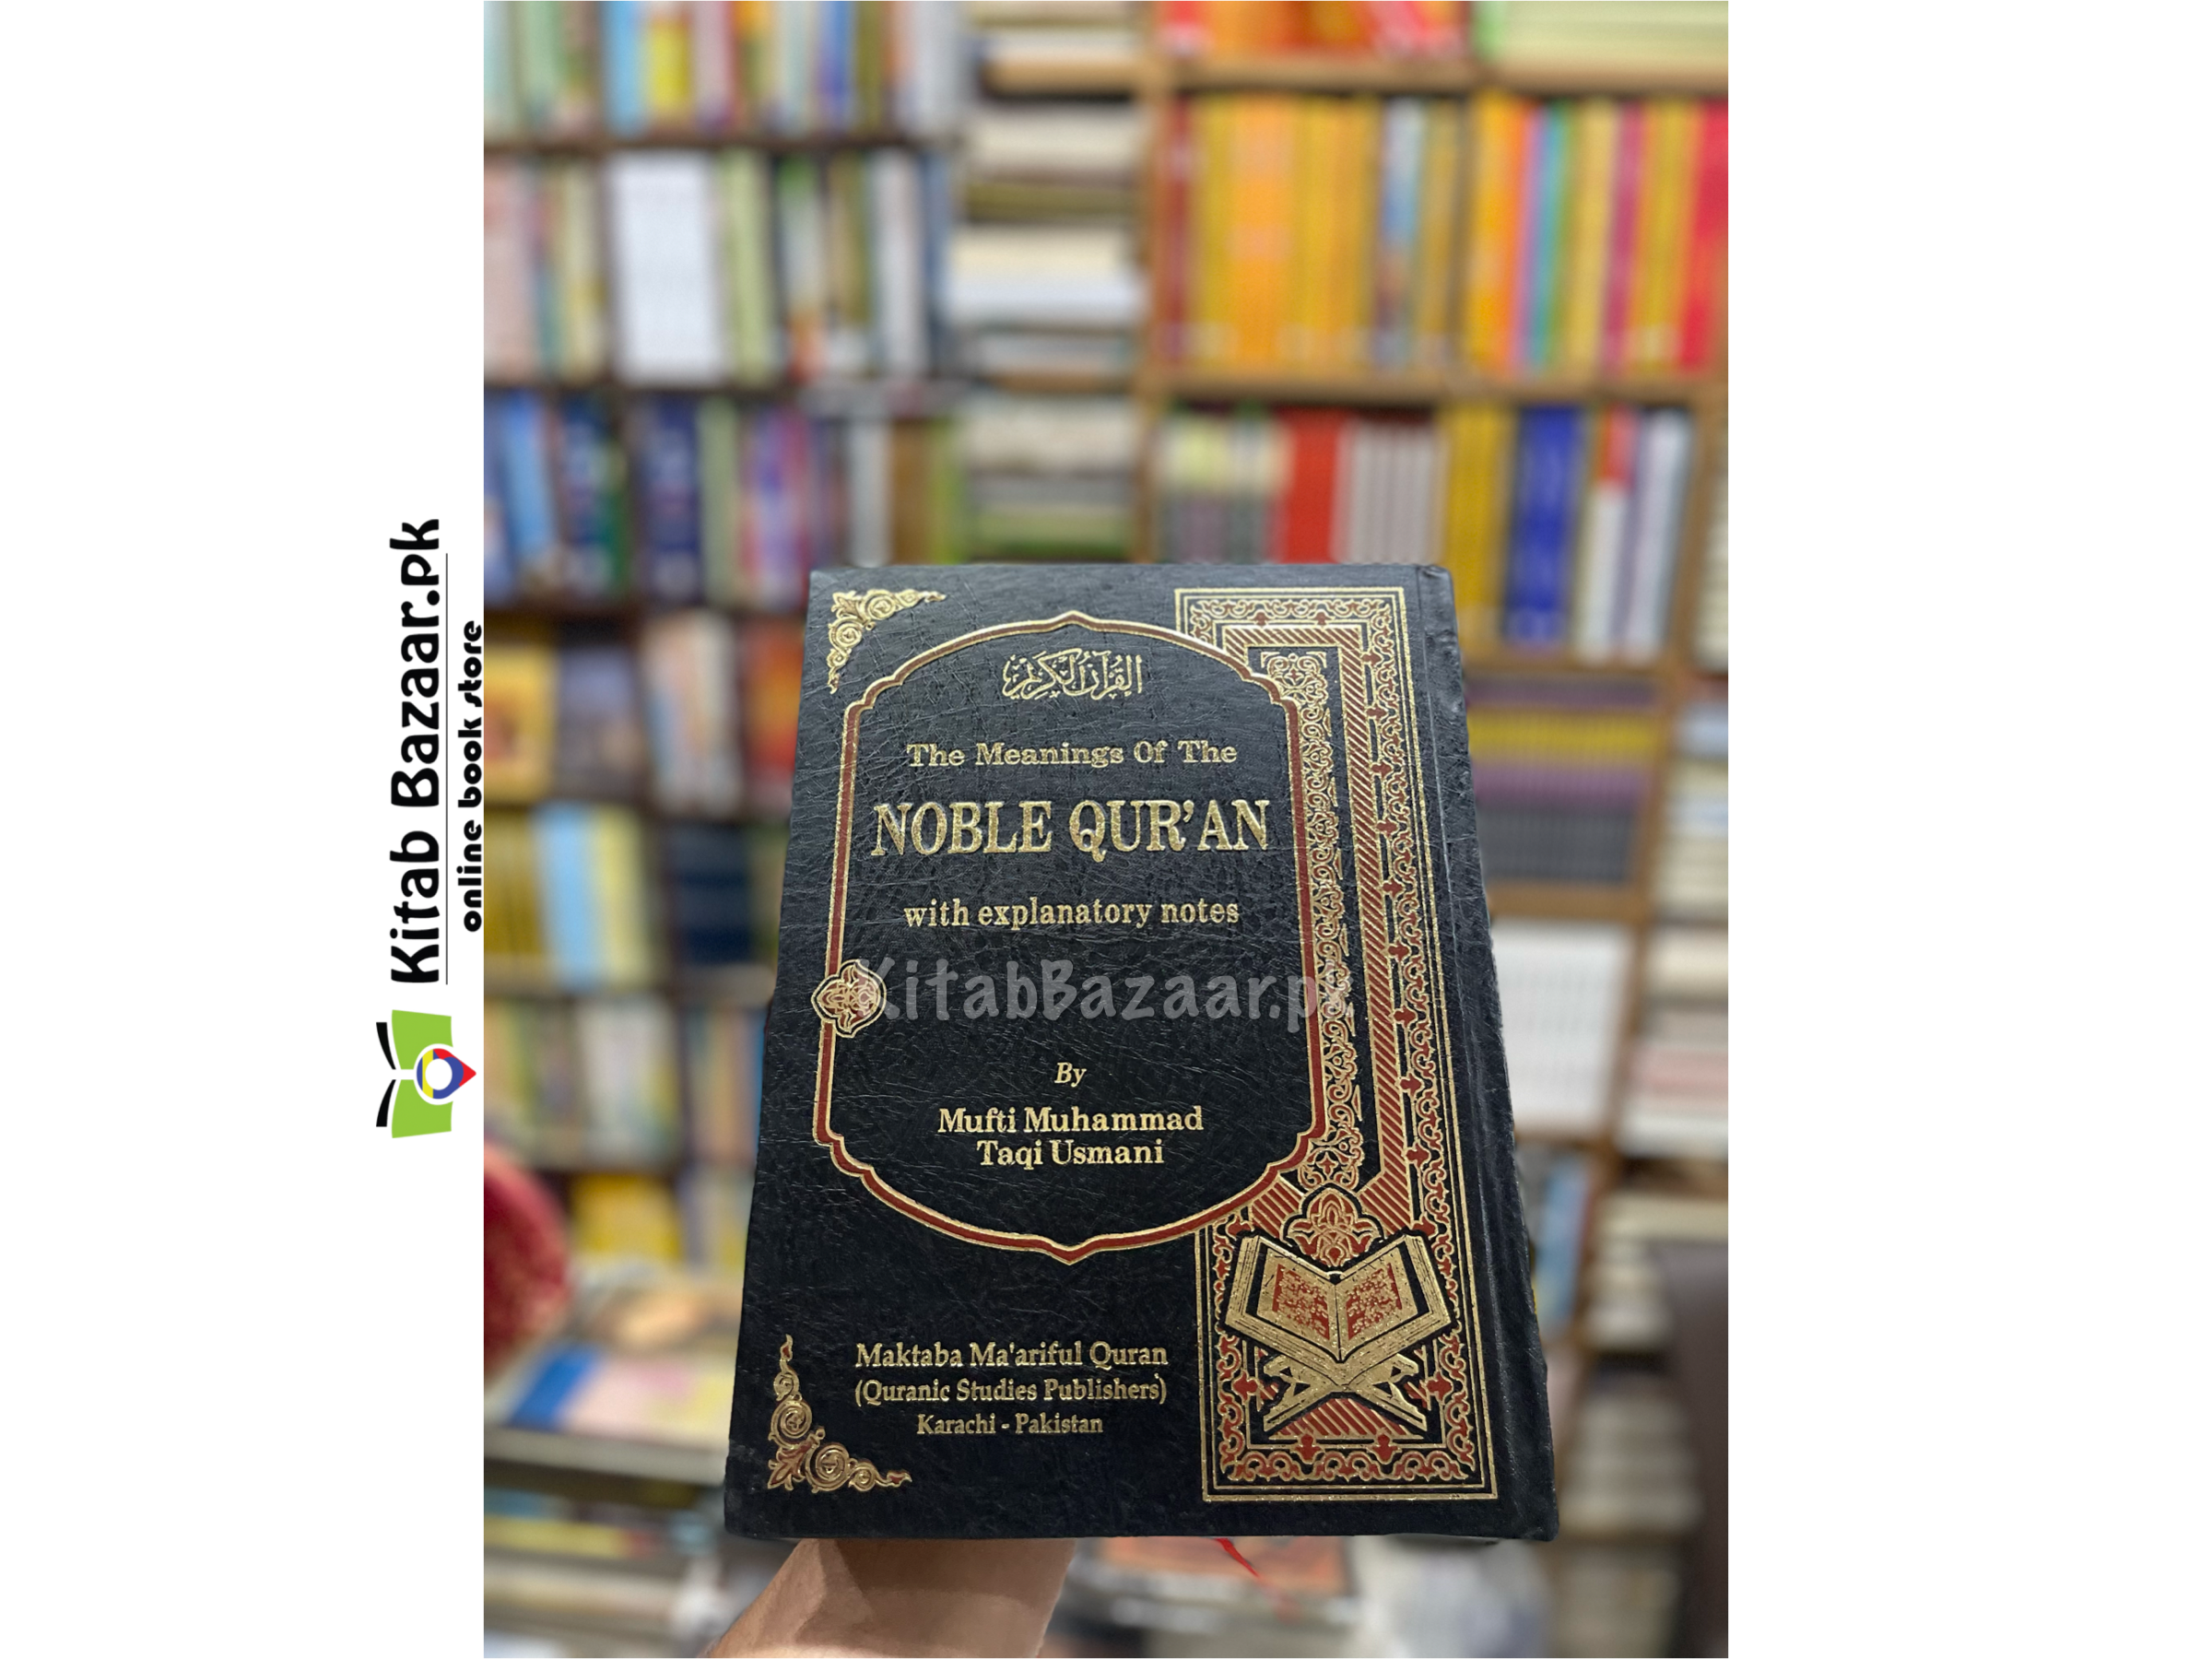 Kitab Bazaar.pk
online book store
القرآن الكريم
The Meanings Of The
NOBLE QUR'AN
with explanatory notes
KitabBazaar.pk
By
Mufti Muhammad
Taqi Usmani
Maktaba Ma'ariful Quran
(Quranic Studies Publishers)
Karachi - Pakistan